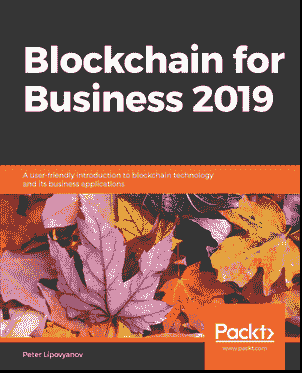 Blockchain for
Business 2019
A user-friendly introduction to blockchain technology
and its business applications
Packt>
www.packt.com
Peter Lipovyanov